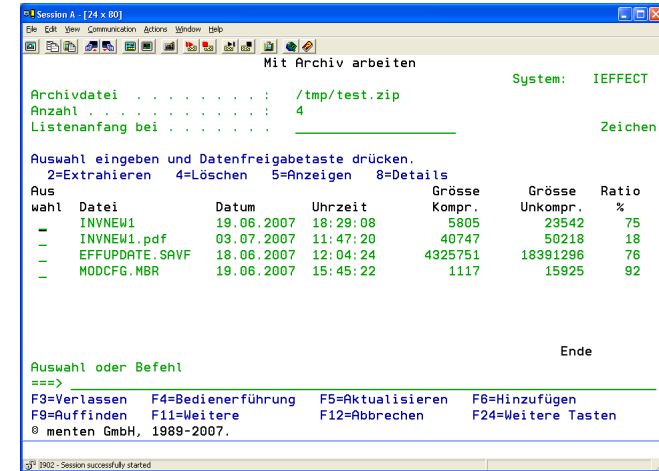 Session A - [24 x 80]
File Edit View Communication Actions Window Help
Mit Archiv arbeiten
System: IEFFECT
Archivdatei . . . . . . . . : /tmp/test.zip
Anzahl . . . . . . . . . . . : 4
Listenanfang bei . . . . . . . Zeichen
Auswahl eingeben und Datenfreigabetaste drücken.
2=Extrahieren 4=Löschen 5=Anzeigen 8=Details
Aus Grösse Grösse Ratio
wahl Datei Datum Uhrzeit Kompr. Unkompr. %
_ INVNEW1 19.06.2007 18:29:08 5805 23542 75
_ INVNEW1.pdf 03.07.2007 11:47:20 40747 50218 18
_ EFFUPDATE.SAVF 18.06.2007 12:04:24 4325751 18391296 76
_ MODCFG.MBR 19.06.2007 15:45:22 1117 15925 92
Ende
Auswahl oder Befehl
===>
F3=Verlassen F4=Bedienerführung F5=Aktualisieren F6=Hinzufügen
F9=Auffinden F11=Weitere F12=Abbrechen F24=Weitere Tasten
© menten GmbH, 1989-2007.
I902 - Session successfully started